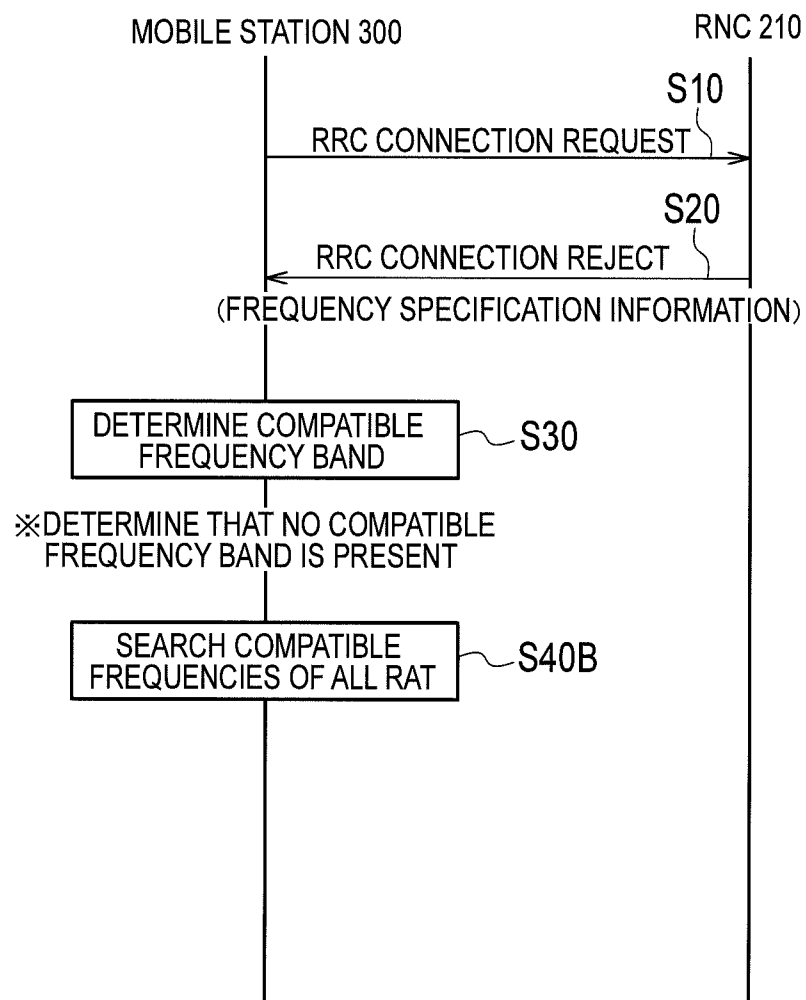 MOBILE STATION 300
RNC 210
S10
RRC CONNECTION REQUEST
S20
RRC CONNECTION REJECT
(FREQUENCY SPECIFICATION INFORMATION)
DETERMINE COMPATIBLE
FREQUENCY BAND
S30
※DETERMINE THAT NO COMPATIBLE
FREQUENCY BAND IS PRESENT
SEARCH COMPATIBLE
FREQUENCIES OF ALL RAT
S40B